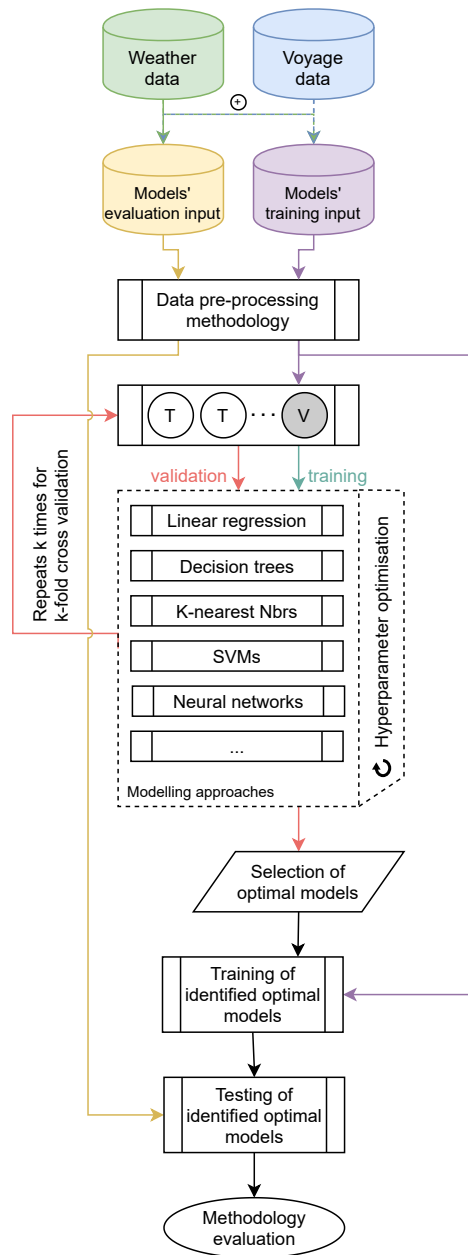 Weather
data
Voyage
data
+
Models'
evaluation input
Models'
training input
Data pre-processing
methodology
T
T
...
V
validation
training
Repeats k times for
k-fold cross validation
Linear regression
Decision trees
K-nearest Nbrs
SVMs
Neural networks
...
Modelling approaches
Hyperparameter optimisation
Selection of
optimal models
Training of
identified optimal
models
Testing of
identified optimal
models
Methodology
evaluation